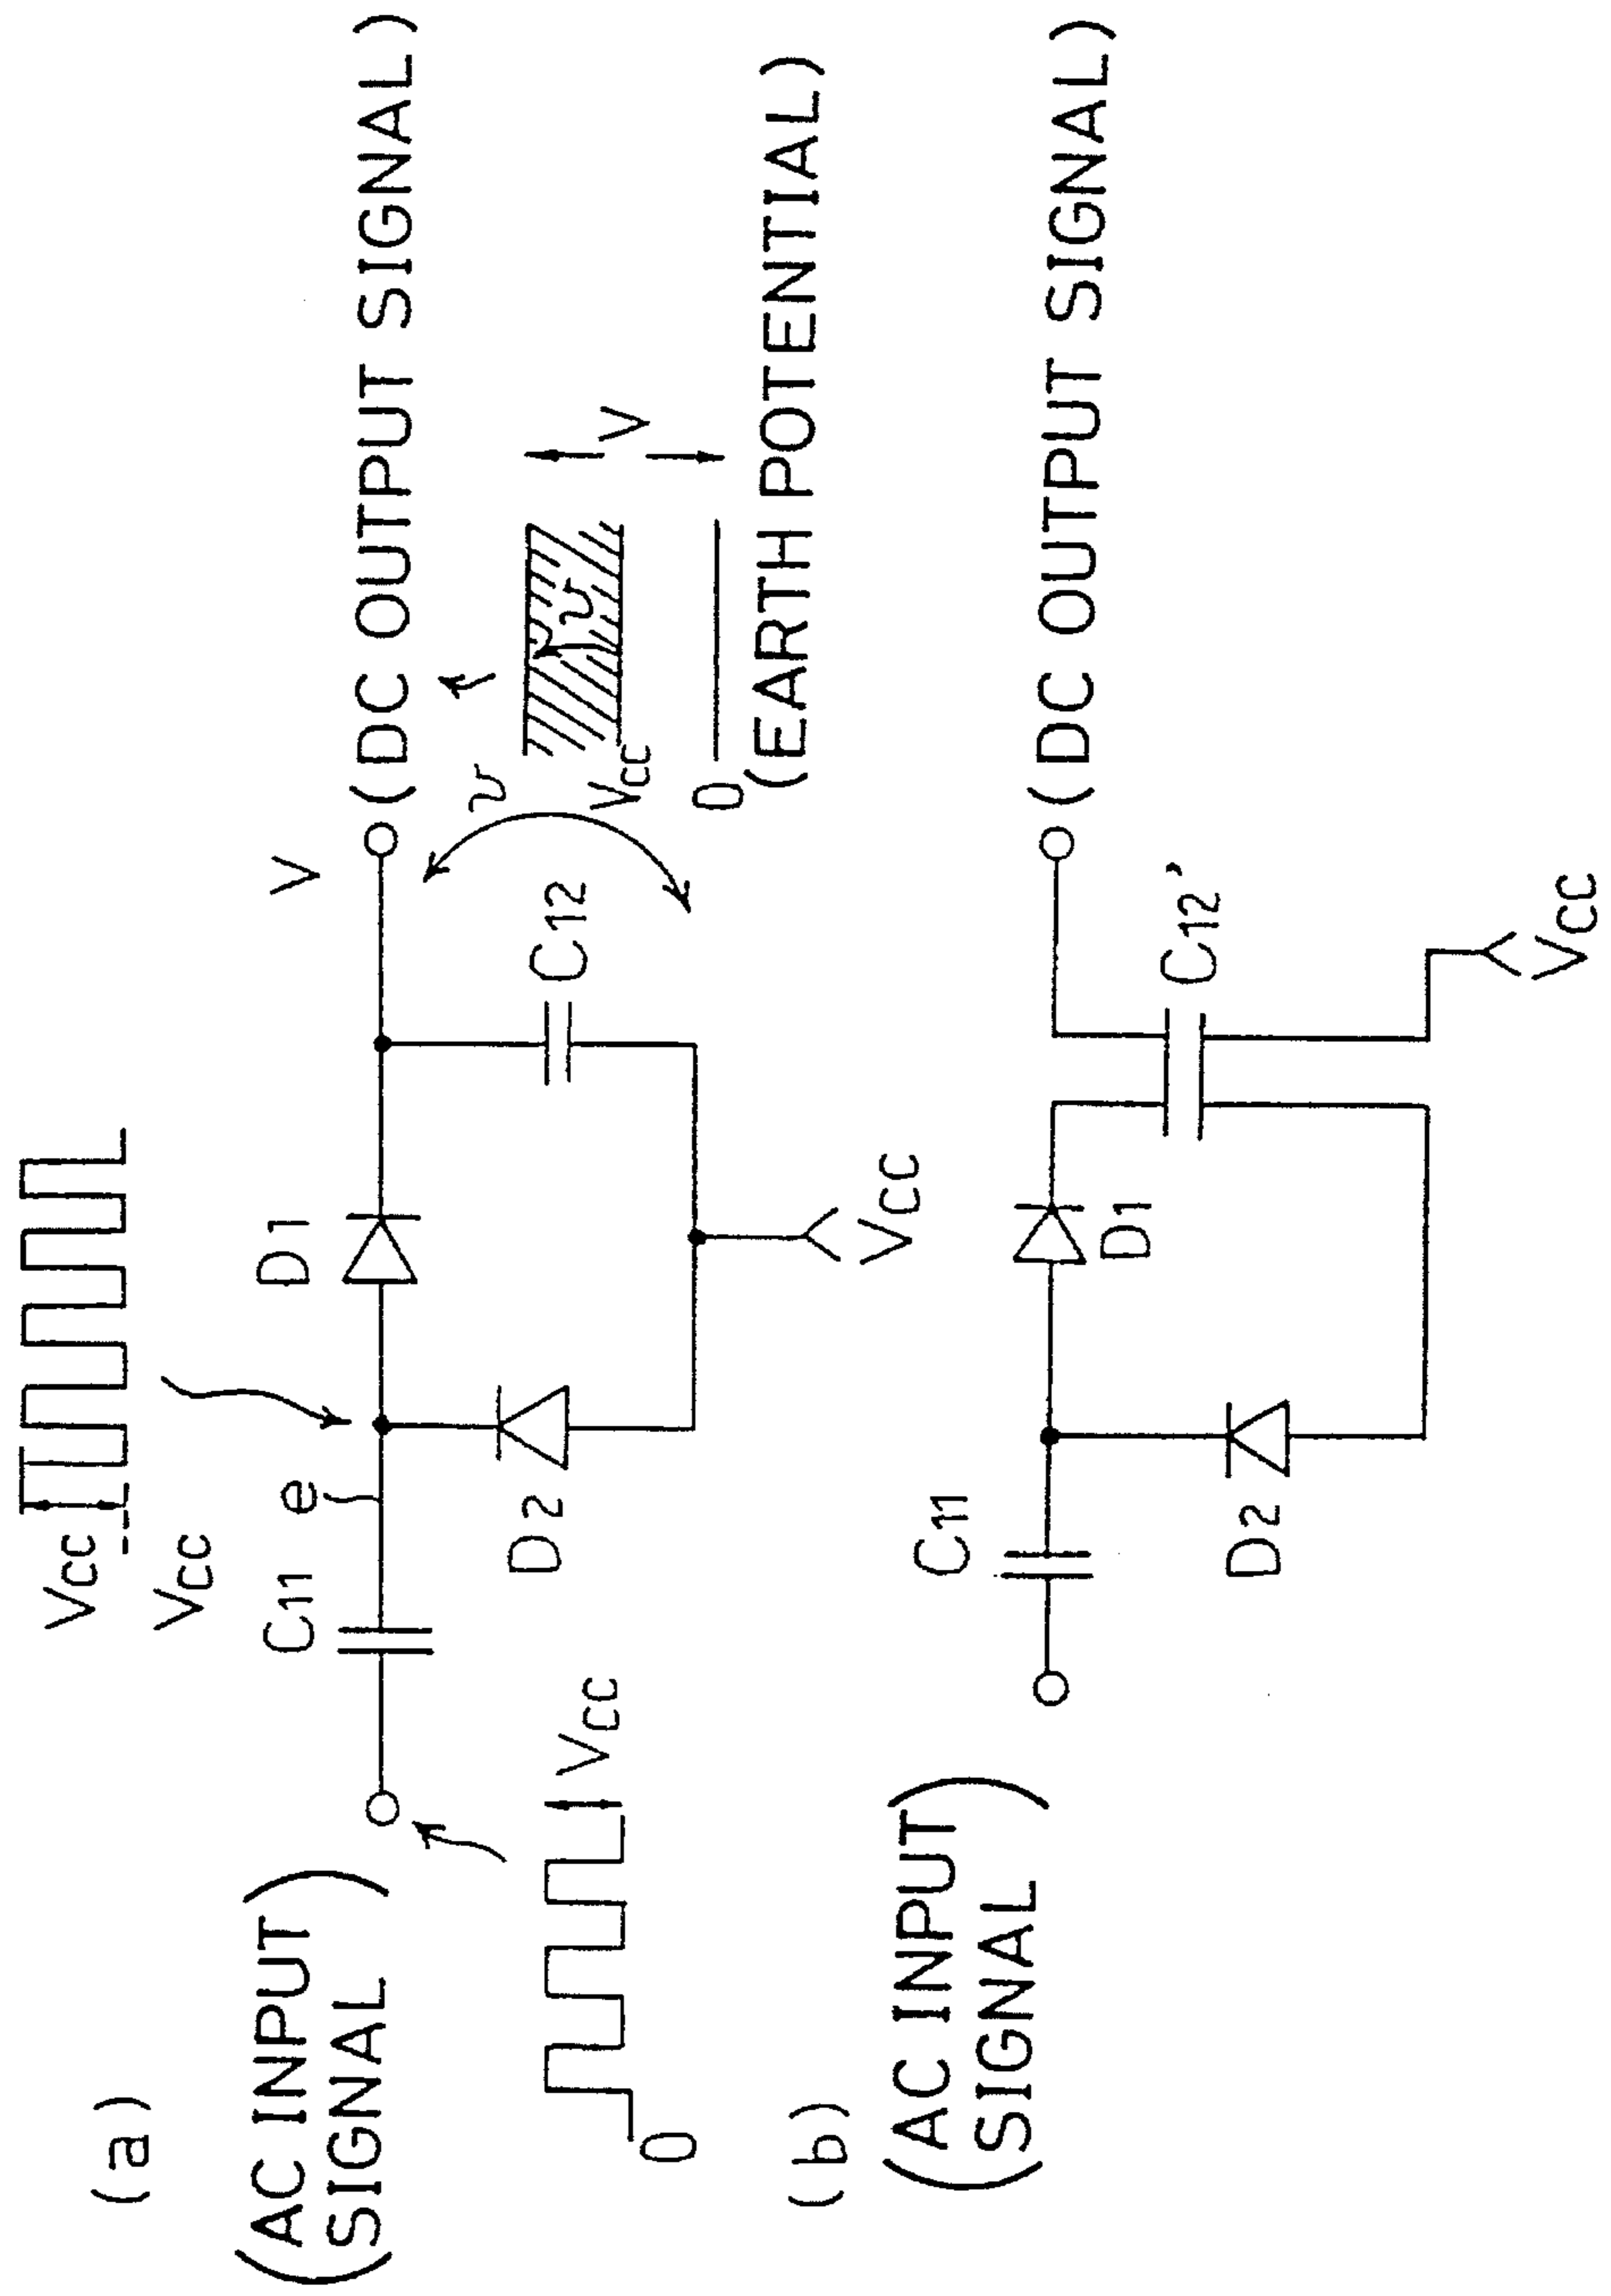 (a)
VCC
VCC
C11
e
D1
V
(AC INPUT
SIGNAL)
(DC OUTPUT SIGNAL)
D2
C12
v
VCC
0
VCC
v
VCC
V
0
(EARTH POTENTIAL)
(b)
(AC INPUT
SIGNAL)
C11
D1
D2
C12'
(DC OUTPUT SIGNAL)
VCC